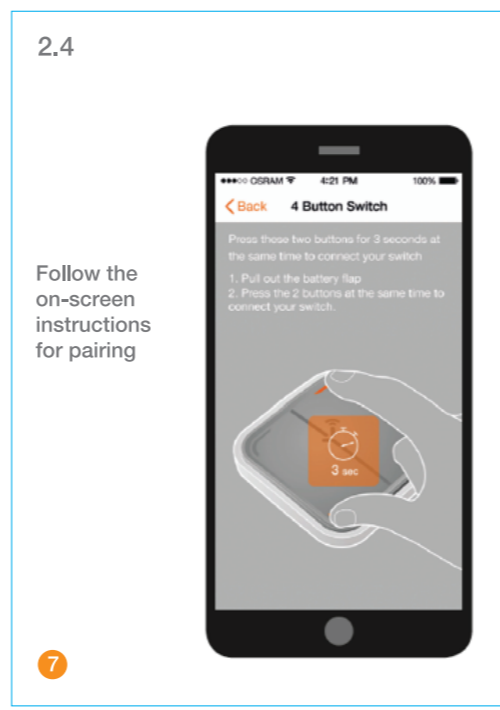 2.4
OSRAM 4:21 PM 100%
Back 4 Button Switch
Press these two buttons for 3 seconds at
the same time to connect your switch
1. Pull out the battery flap
2. Press the 2 buttons at the same time to
connect your switch.
Follow the
on-screen
instructions
for pairing
3 sec
7